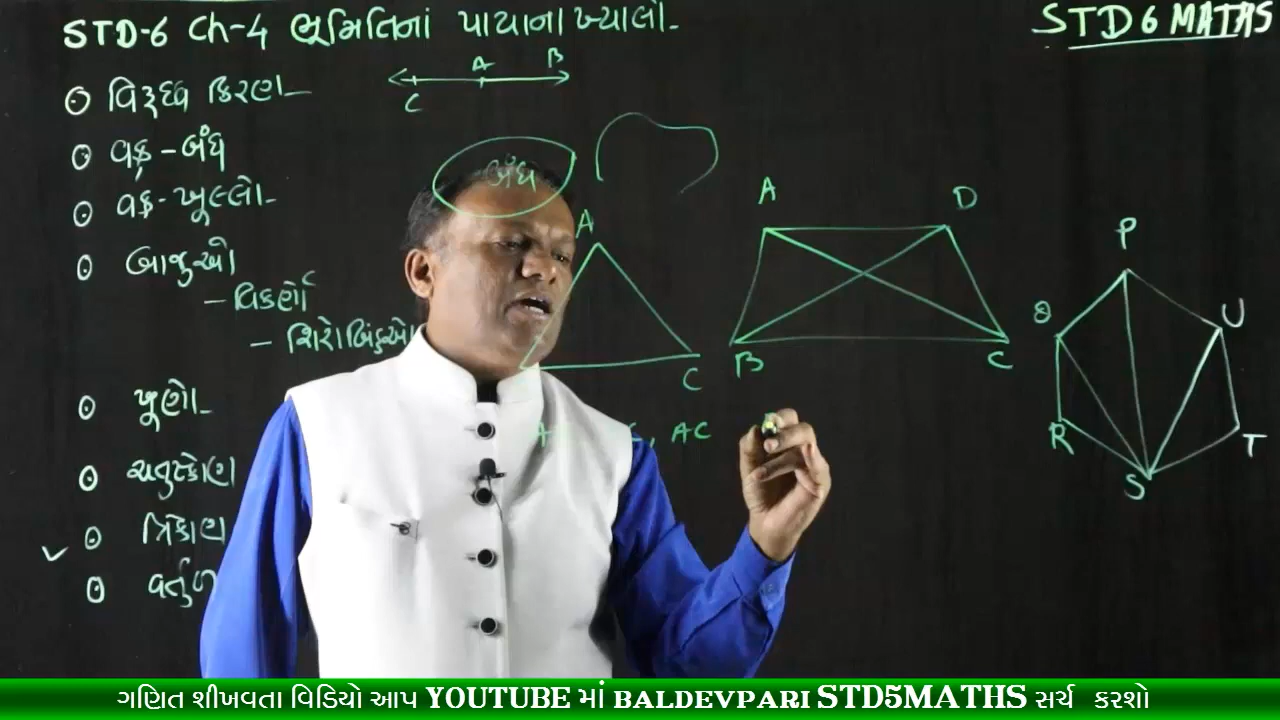 STD-6 Ch-4 ભૂમિતિનાં પાયાના ખ્યાલો-
STD 6 MATHS
વિરૂધ્ધ કિરણ-
C A B
વક્ર-બંધ
બંધ
વક્ર-ખુલ્લો-
બાજુઓ
-વિકર્ણો
-શિરોબિંદુઓ
A
C
, AC
A D
B C
P
Q U
R T
S
ખૂણો-
ચતુષ્કોણ
ત્રિકોણ
વર્તુળ
ગણિત શીખવતા વિડિયો આપ YOUTUBE માં BALDEVPARI STD5MATHS સર્ચ કરશો